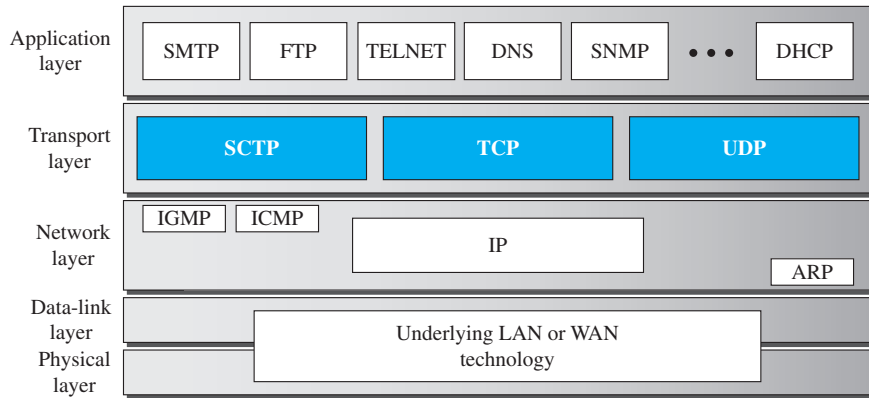 Application
layer
SMTP
FTP
TELNET
DNS
SNMP
• • •
DHCP
Transport
layer
SCTP
TCP
UDP
Network
layer
IGMP
ICMP
IP
ARP
Data-link
layer
Physical
layer
Underlying LAN or WAN
technology